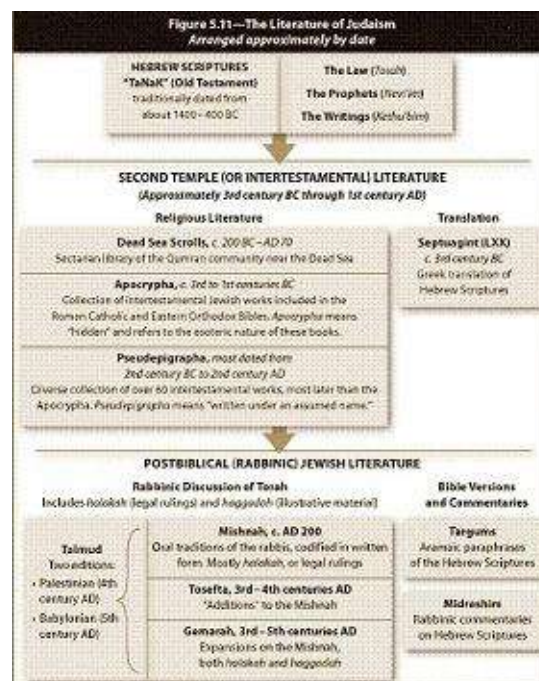 Figure 5.11—The Literature of Judaism
Arranged approximately by date
HEBREW SCRIPTURES
"TaNaK" (Old Testament)
traditionally dated from
about 1400–400 BC
The Law (Torah)
The Prophets (Nevi'im)
The Writings (Kethubim)
SECOND TEMPLE (OR INTERTESTAMENTAL) LITERATURE
(Approximately 3rd century BC through 1st century AD)
Religious Literature
Dead Sea Scrolls, c. 200 BC–AD 70
Sectarian library of the Qumran community near the Dead Sea
Apocrypha, c. 3rd to 1st centuries BC
Collection of intertestamental Jewish works included in the
Roman Catholic and Eastern Orthodox Bibles. Apocrypha means
"hidden" and refers to the esoteric nature of these books.
Pseudepigrapha, most dated from
2nd century BC to 2nd century AD
Diverse collection of over 60 intertestamental works, most later than the
Apocrypha. Pseudepigrapha means "written under an assumed name."
Translation
Septuagint (LXX)
c. 3rd century BC
Greek translation of
Hebrew Scriptures
POSTBIBLICAL (RABBINIC) JEWISH LITERATURE
Rabbinic Discussion of Torah
Includes halakah (legal rulings) and haggadah (illustrative material)
Talmud
Two editions:
• Palestinian (4th
century AD)
• Babylonian (5th
century AD)
Mishnah, c. AD 200
Oral traditions of the rabbis, codified in written
form. Mostly halakah, or legal rulings
Tosefta, 3rd–4th centuries AD
"Additions" to the Mishnah
Gemarah, 3rd–5th centuries AD
Expansions on the Mishnah,
both halakah and haggadah
Bible Versions
and Commentaries
Targums
Aramaic paraphrases
of the Hebrew Scriptures
Midrashim
Rabbinic commentaries
on Hebrew Scriptures